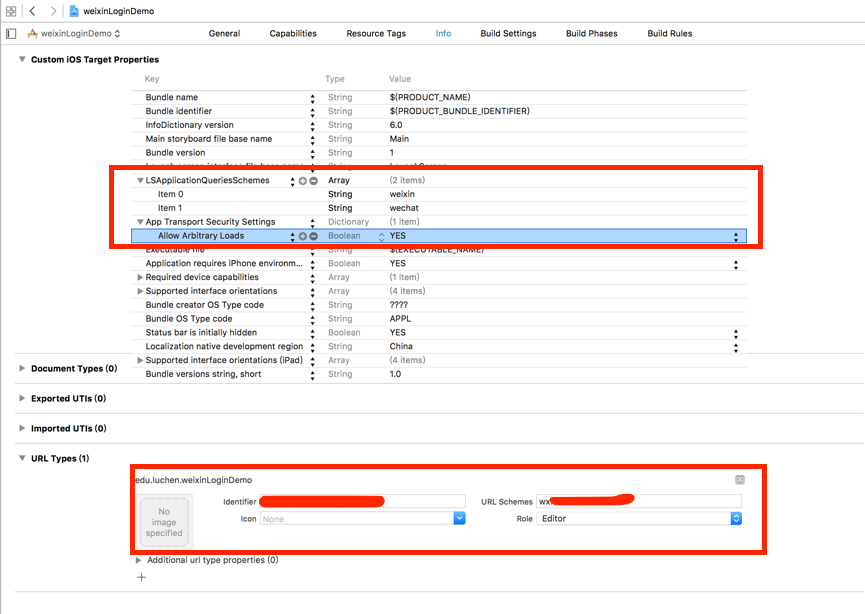 weixinLoginDemo
weixinLoginDemo General Capabilities Resource Tags Info Build Settings Build Phases Build Rules
Custom iOS Target Properties
Key Type Value
Bundle name String $(PRODUCT_NAME)
Bundle identifier String $(PRODUCT_BUNDLE_IDENTIFIER)
InfoDictionary version String 6.0
Main storyboard file base name String Main
Bundle version String 1
LSApplicationQueriesSchemes Array (2 items)
Item 0 String weixin
Item 1 String wechat
App Transport Security Settings Dictionary (1 item)
Allow Arbitrary Loads Boolean YES
Executable file String $(EXECUTABLE_NAME)
Application requires iPhone environm... Boolean YES
Required device capabilities Array (1 item)
Supported interface orientations Array (4 items)
Bundle creator OS Type code String ????
Bundle OS Type code String APPL
Status bar is initially hidden Boolean YES
Localization native development region String China
Supported interface orientations (iPad) Array (4 items)
Bundle versions string, short String 1.0
Document Types (0)
Exported UTIs (0)
Imported UTIs (0)
URL Types (1)
edu.luchen.weixinLoginDemo
No image specified
Identifier URL Schemes wx
Icon None Role Editor
Additional url type properties (0)